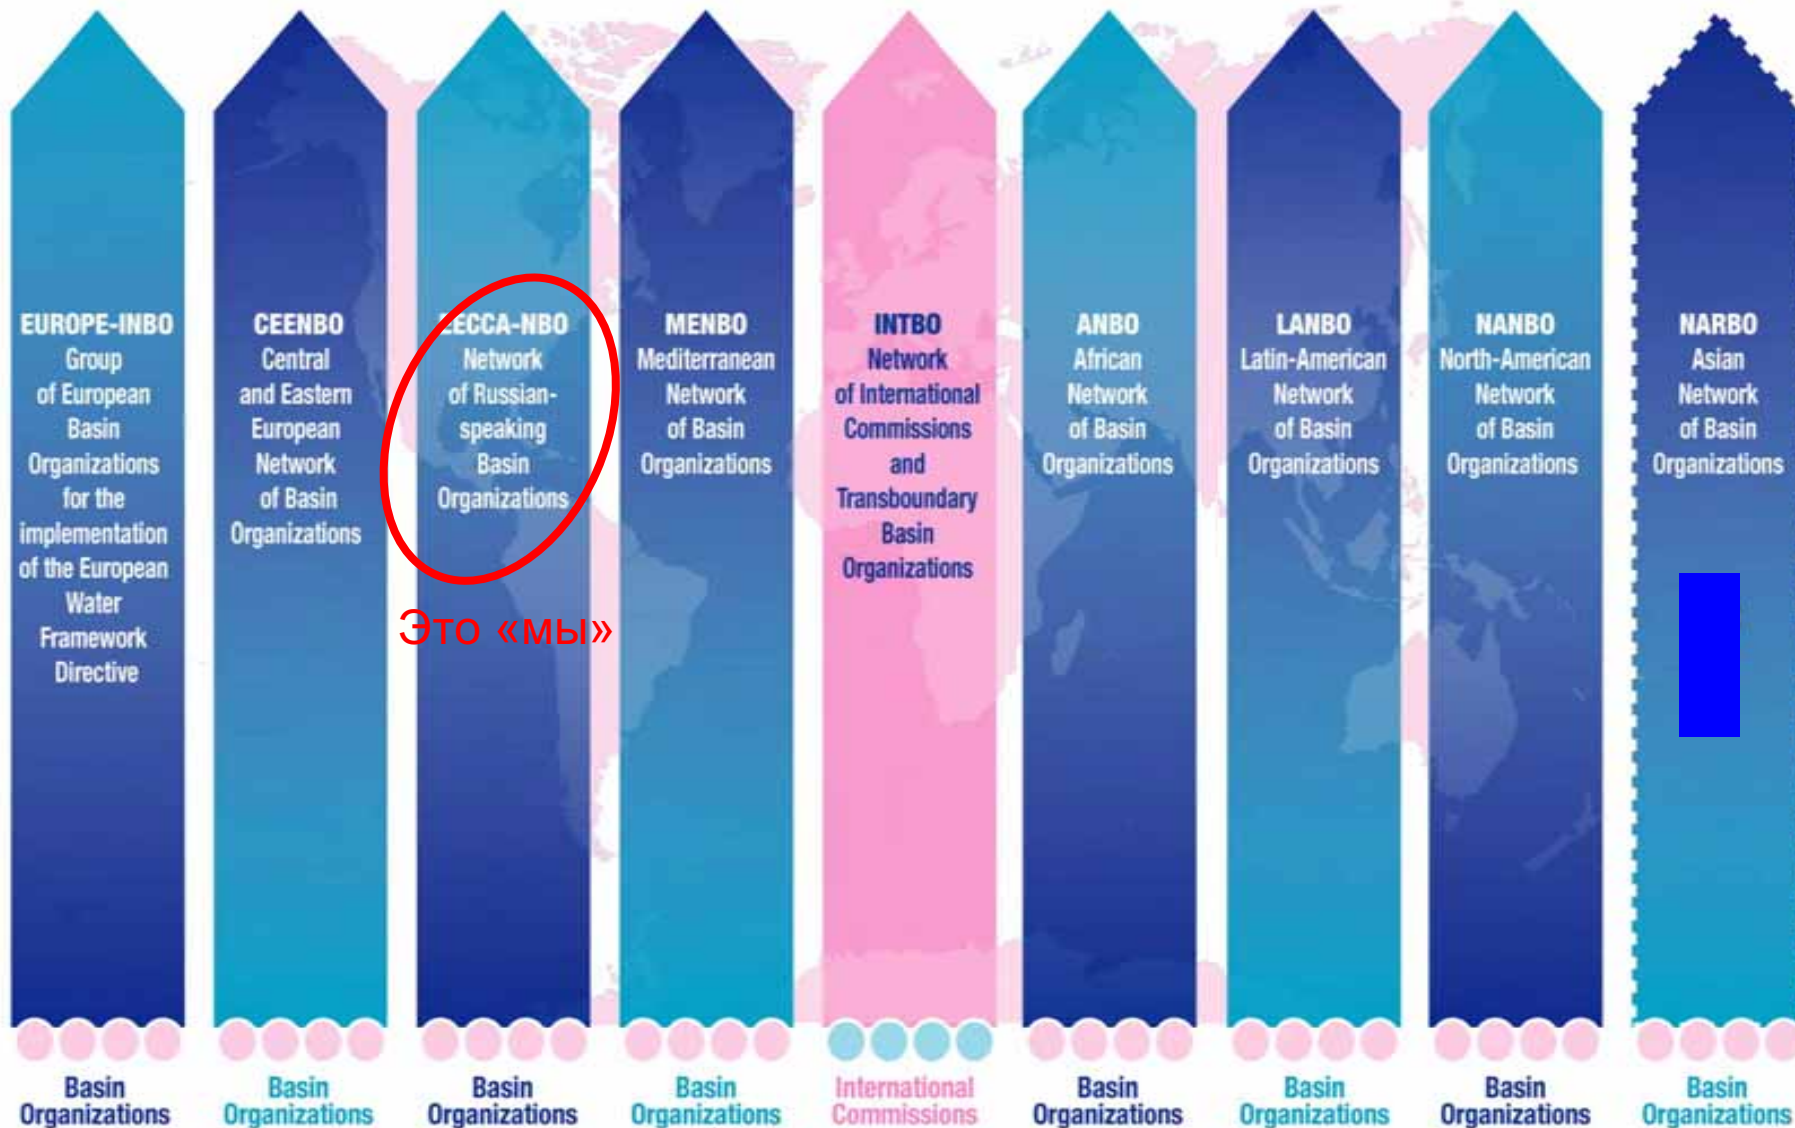 EUROPE-INBO
Group
of European
Basin
Organizations
for the
implementation
of the European
Water
Framework
Directive
CEENBO
Central
and Eastern
European
Network
of Basin
Organizations
EECCA-NBO
Network
of Russian-
speaking
Basin
Organizations
Это «мы»
MENBO
Mediterranean
Network
of Basin
Organizations
INTBO
Network
of International
Commissions
and
Transboundary
Basin
Organizations
ANBO
African
Network
of Basin
Organizations
LANBO
Latin-American
Network
of Basin
Organizations
NANBO
North-American
Network
of Basin
Organizations
NARBO
Asian
Network
of Basin
Organizations
Basin
Organizations
Basin
Organizations
Basin
Organizations
Basin
Organizations
International
Commissions
Basin
Organizations
Basin
Organizations
Basin
Organizations
Basin
Organizations